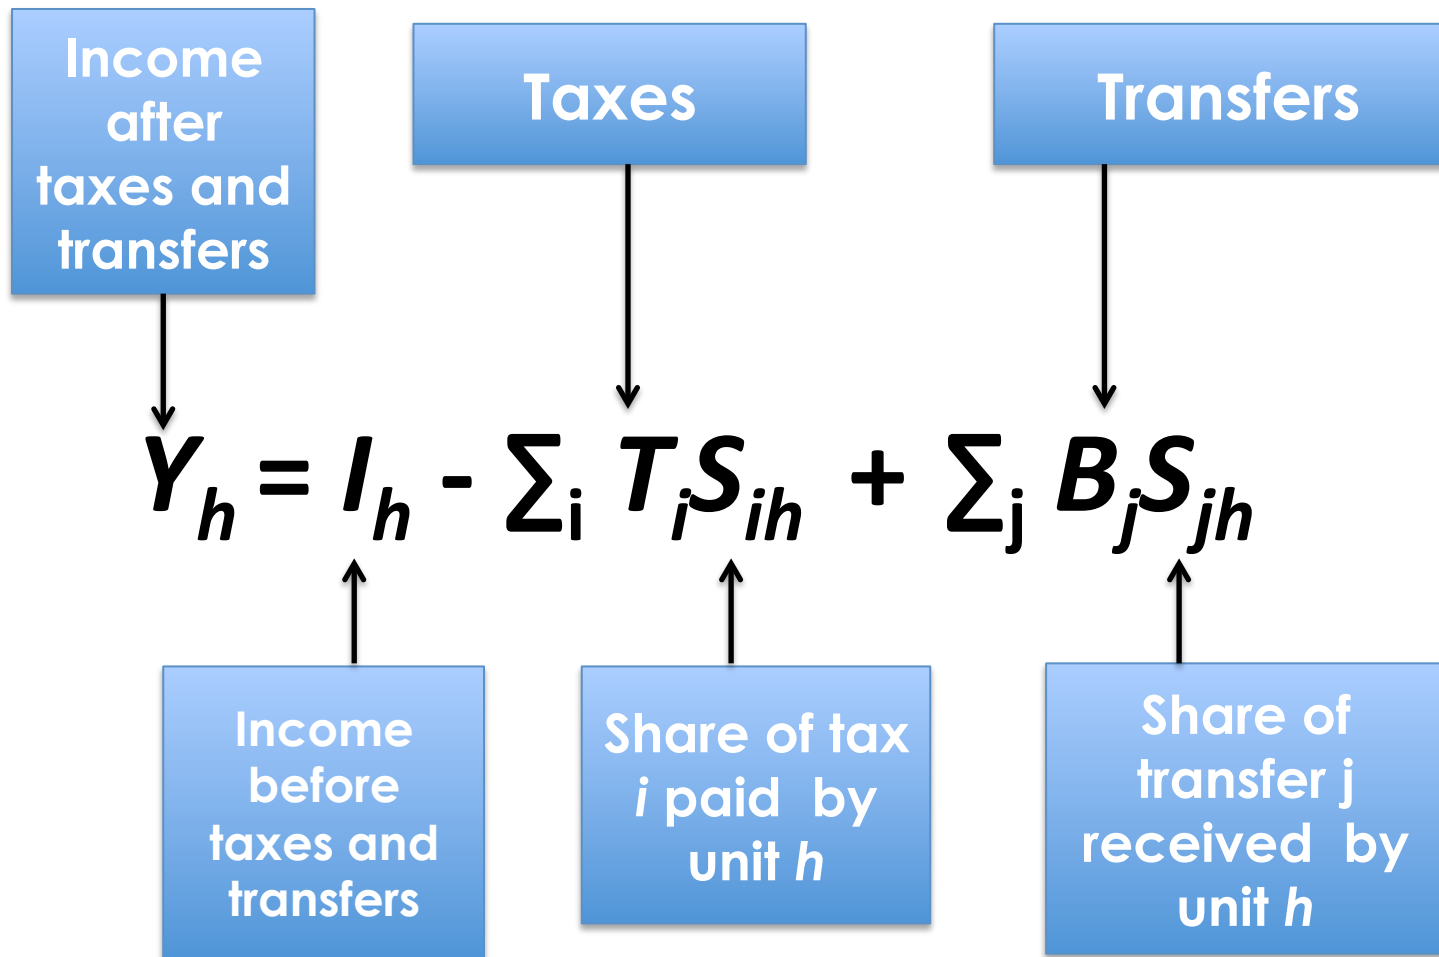 Income
after
taxes and
transfers
Taxes
Transfers
Yₕ = Iₕ - ∑ᵢ TᵢSᵢₕ + ∑ⱼ BⱼSⱼₕ
Income
before
taxes and
transfers
Share of tax
i paid by
unit h
Share of
transfer j
received by
unit h